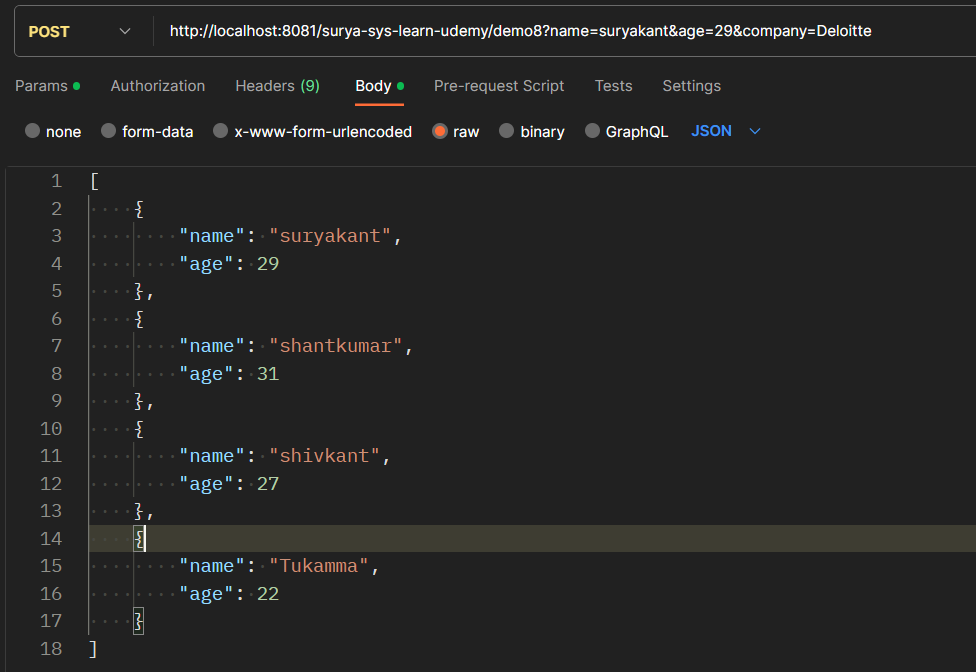 POST http://localhost:8081/surya-sys-learn-udemy/demo8?name=suryakant&age=29&company=Deloitte
Params Authorization Headers (9) Body Pre-request Script Tests Settings
none form-data x-www-form-urlencoded raw binary GraphQL JSON
1 [
2 {
3 "name": "suryakant",
4 "age": 29
5 },
6 {
7 "name": "shantkumar",
8 "age": 31
9 },
10 {
11 "name": "shivkant",
12 "age": 27
13 },
14 {
15 "name": "Tukamma",
16 "age": 22
17 }
18 ]